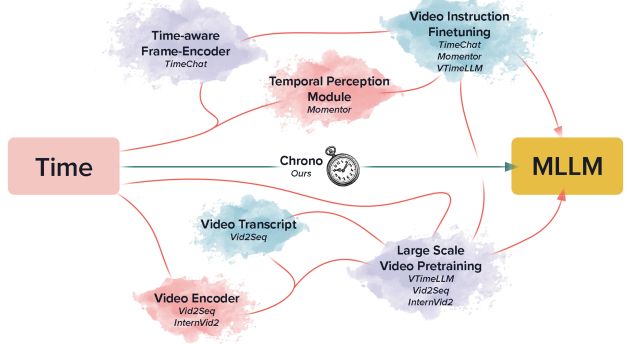 Time-aware
Frame-Encoder
TimeChat
Video Instruction
Finetuning
TimeChat
Momentor
VTimeLLM
Temporal Perception
Module
Momentor
Time
Chrono
Ours
MLLM
Video Transcript
Vid2Seq
Large Scale
Video Pretraining
VTimeLLM
Vid2Seq
InternVid2
Video Encoder
Vid2Seq
InternVid2